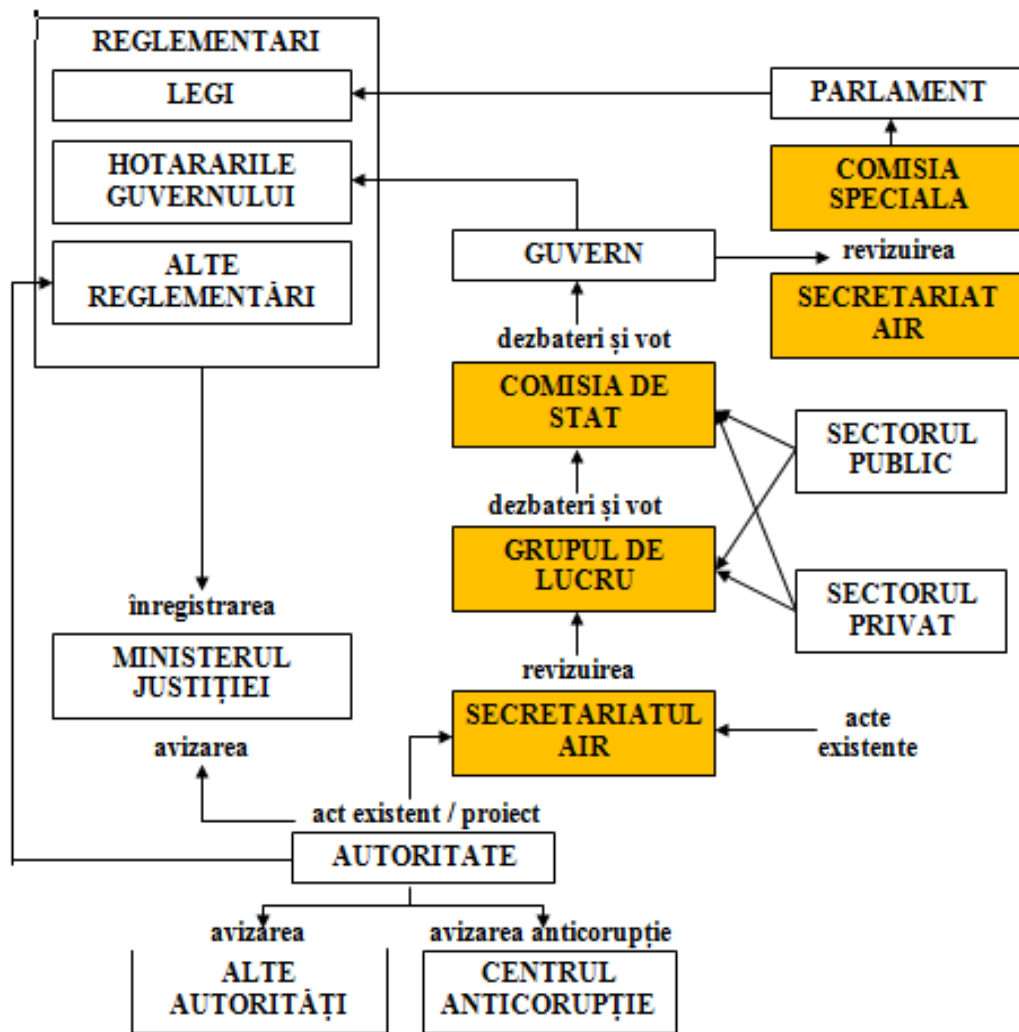 REGLEMENTARI
LEGI
HOTARARILE
GUVERNULUI
ALTE
REGLEMENTĂRI
PARLAMENT
COMISIA
SPECIALA
revizuirea
SECRETARIAT
AIR
GUVERN
dezbateri și vot
COMISIA DE
STAT
dezbateri și vot
GRUPUL DE
LUCRU
revizuirea
SECRETARIATUL
AIR
SECTORUL
PUBLIC
SECTORUL
PRIVAT
acte
existente
înregistrarea
MINISTERUL
JUSTIȚIEI
avizarea
act existent / proiect
AUTORITATE
avizarea
ALTE
AUTORITĂȚI
avizarea anticorupție
CENTRUL
ANTICORUPȚIE